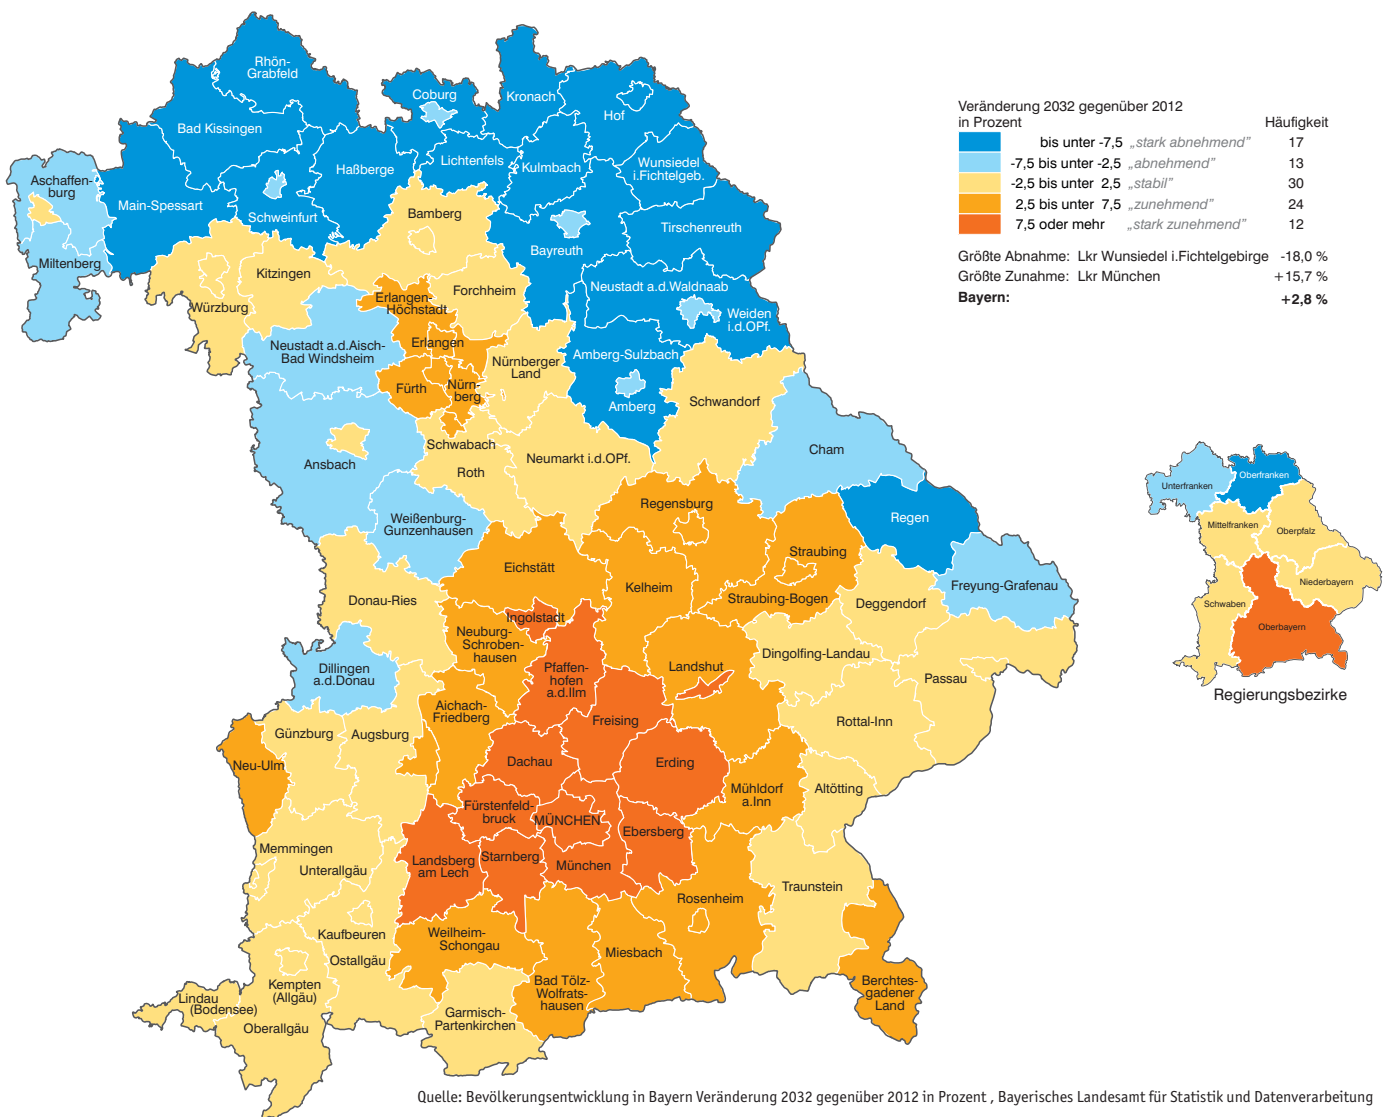 Veränderung 2032 gegenüber 2012
in Prozent
Häufigkeit
bis unter -7,5 „stark abnehmend” 17
-7,5 bis unter -2,5 „abnehmend” 13
-2,5 bis unter 2,5 „stabil” 30
2,5 bis unter 7,5 „zunehmend” 24
7,5 oder mehr „stark zunehmend” 12
Größte Abnahme: Lkr Wunsiedel i.Fichtelgebirge -18,0 %
Größte Zunahme: Lkr München +15,7 %
Bayern: +2,8 %
Rhön-
Grabfeld
Bad Kissingen
Coburg
Kronach
Hof
Lichtenfels
Kulmbach
Wunsiedel
i.Fichtelgeb.
Haßberge
Aschaffen-
burg
Main-Spessart
Schweinfurt
Bamberg
Bayreuth
Tirschenreuth
Miltenberg
Kitzingen
Würzburg
Forchheim
Erlangen-
Höchstadt
Neustadt a.d.Waldnaab
Weiden
i.d.OPf.
Neustadt a.d.Aisch-
Bad Windsheim
Erlangen
Nürnberger
Land
Amberg-Sulzbach
Amberg
Fürth
Nürn-
berg
Schwandorf
Schwabach
Roth
Ansbach
Neumarkt i.d.OPf.
Cham
Weißenburg-
Gunzenhausen
Regensburg
Regen
Straubing
Eichstätt
Kelheim
Straubing-Bogen
Freyung-Grafenau
Deggendorf
Donau-Ries
Ingolstadt
Neuburg-
Schroben-
hausen
Dillingen
a.d.Donau
Pfaffen-
hofen
a.d.Ilm
Landshut
Dingolfing-Landau
Passau
Aichach-
Friedberg
Freising
Rottal-Inn
Günzburg
Augsburg
Neu-Ulm
Dachau
Erding
Mühldorf
a.Inn
Altötting
Fürstenfeld-
bruck
MÜNCHEN
Ebersberg
Memmingen
Unterallgäu
Landsberg
am Lech
Starnberg
München
Traunstein
Rosenheim
Kaufbeuren
Ostallgäu
Weilheim-
Schongau
Miesbach
Bad Tölz-
Wolfrats-
hausen
Berchtes-
gadener
Land
Kempten
(Allgäu)
Lindau
(Bodensee)
Oberallgäu
Garmisch-
Partenkirchen
Unterfranken
Oberfranken
Mittelfranken
Oberpfalz
Niederbayern
Schwaben
Oberbayern
Regierungsbezirke
Quelle: Bevölkerungsentwicklung in Bayern Veränderung 2032 gegenüber 2012 in Prozent , Bayerisches Landesamt für Statistik und Datenverarbeitung